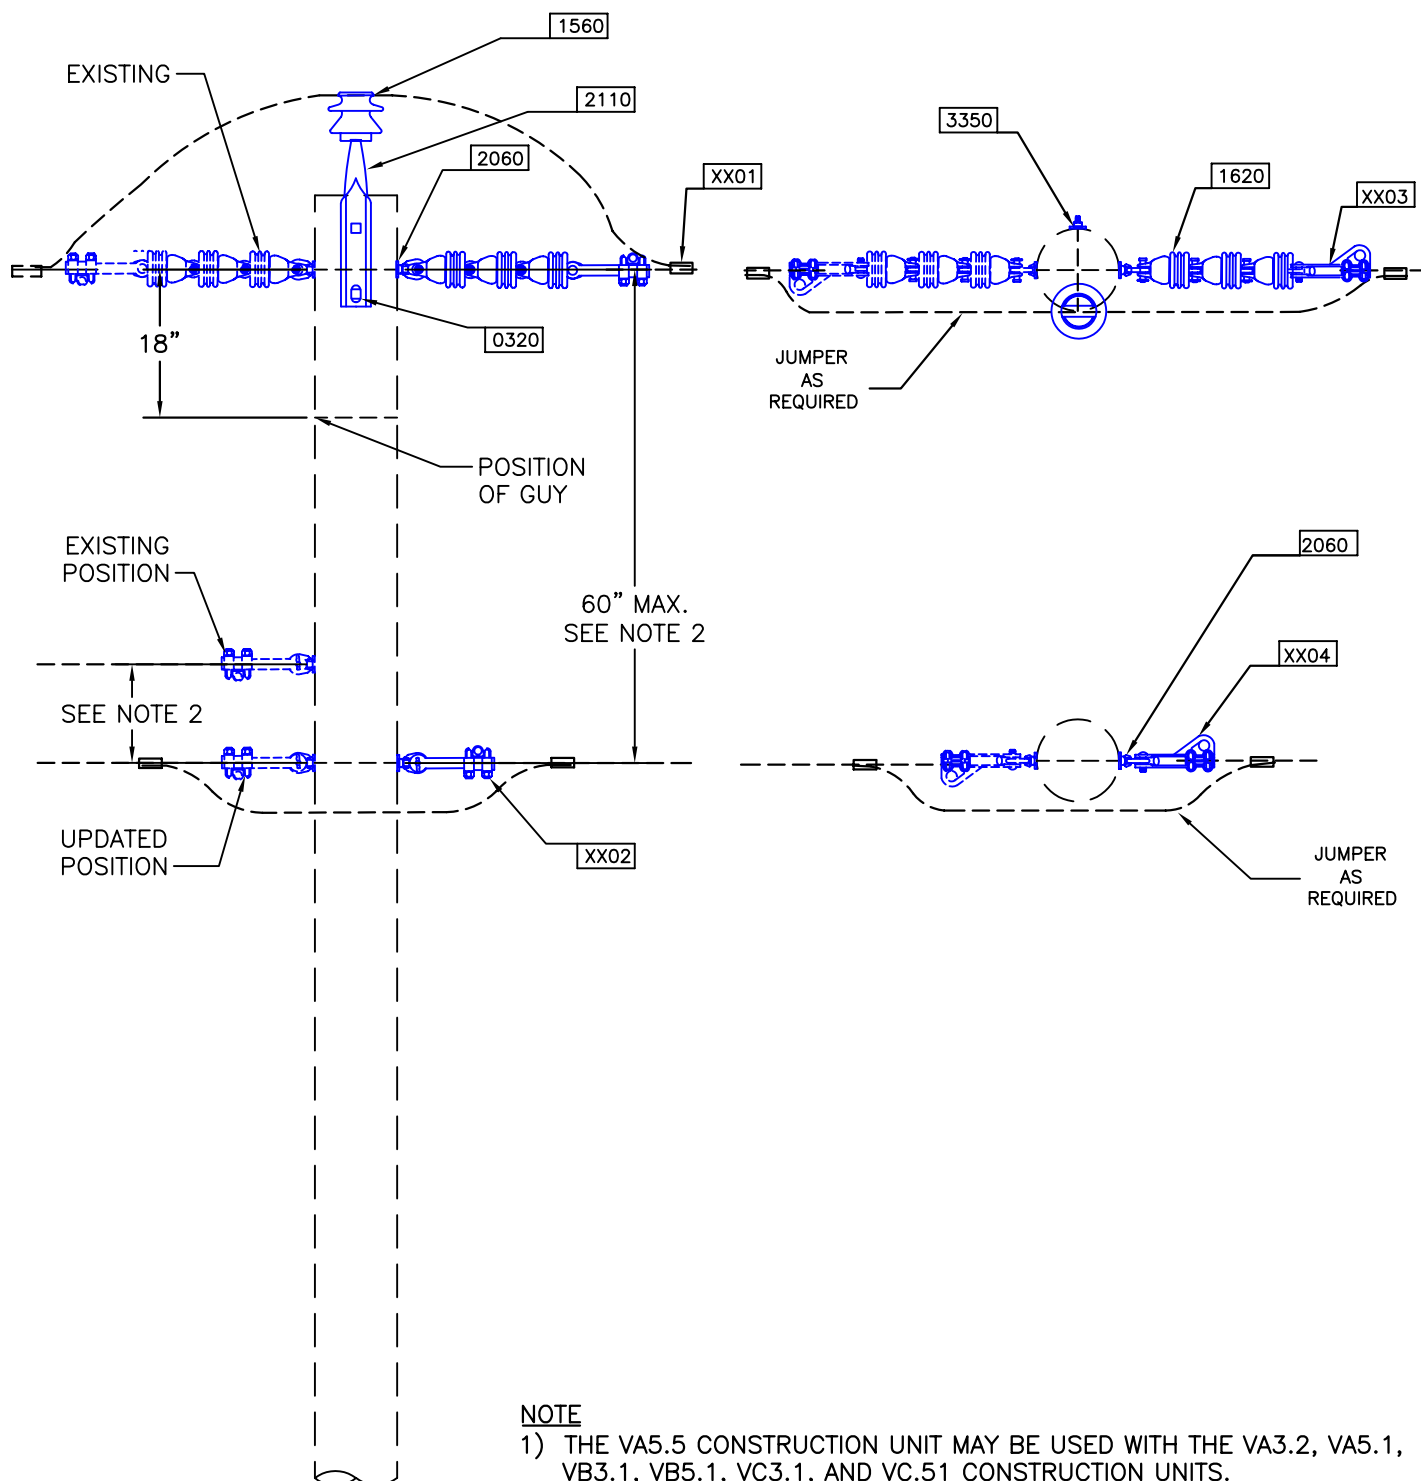 1560
EXISTING
2110
2060
XX01
3350
1620
XX03
18”
0320
JUMPER
AS
REQUIRED
POSITION
OF GUY
EXISTING
POSITION
60” MAX.
SEE NOTE 2
2060
XX04
SEE NOTE 2
UPDATED
POSITION
XX02
JUMPER
AS
REQUIRED
NOTE
1) THE VA5.5 CONSTRUCTION UNIT MAY BE USED WITH THE VA3.2, VA5.1,
VB3.1, VB5.1, VC3.1, AND VC.51 CONSTRUCTION UNITS.